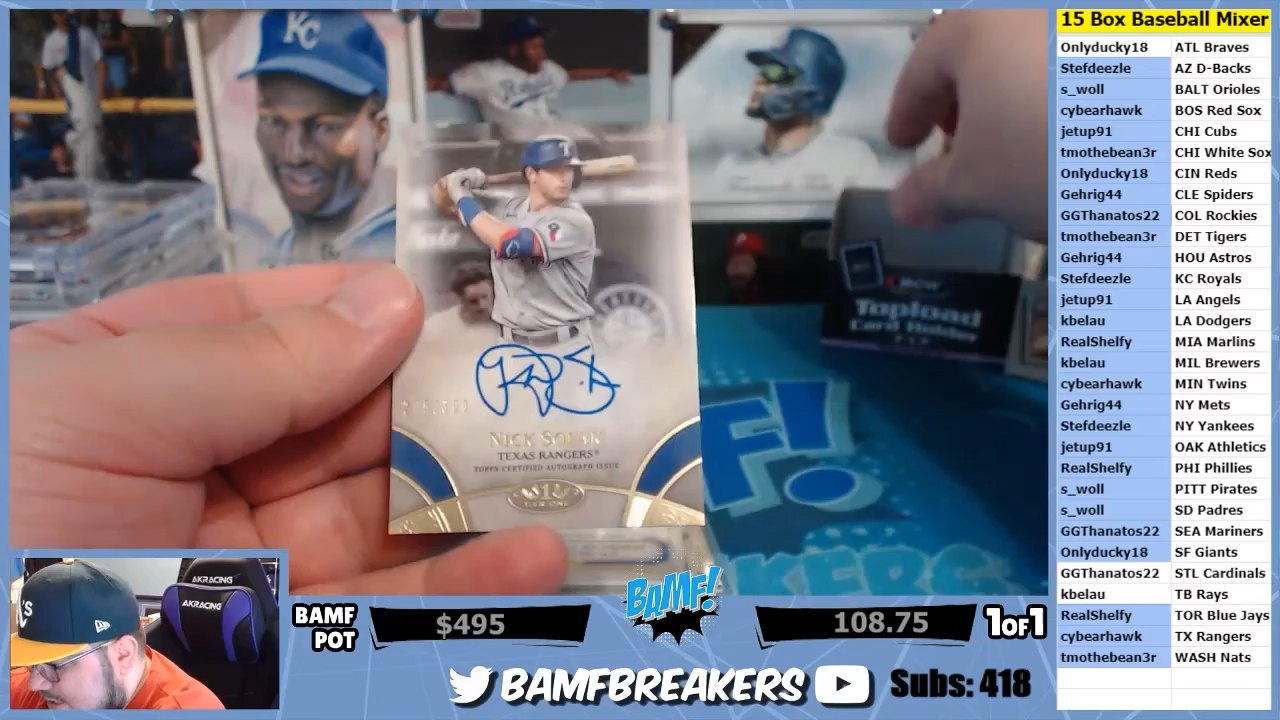 15 Box Baseball Mixer
Onlyducky18 ATL Braves
Stefdeezle AZ D-Backs
s_woll BALT Orioles
cybearhawk BOS Red Sox
jetup91 CHI Cubs
tmothebean3r CHI White Sox
Onlyducky18 CIN Reds
Gehrig44 CLE Spiders
GGThanatos22 COL Rockies
tmothebean3r DET Tigers
Gehrig44 HOU Astros
Stefdeezle KC Royals
jetup91 LA Angels
kbelau LA Dodgers
RealShelfy MIA Marlins
kbelau MIL Brewers
cybearhawk MIN Twins
Gehrig44 NY Mets
Stefdeezle NY Yankees
jetup91 OAK Athletics
RealShelfy PHI Phillies
s_woll PITT Pirates
s_woll SD Padres
GGThanatos22 SEA Mariners
Onlyducky18 SF Giants
GGThanatos22 STL Cardinals
kbelau TB Rays
RealShelfy TOR Blue Jays
cybearhawk TX Rangers
tmothebean3r WASH Nats
KC
T
Topload
Card Holder
NICK SOLAK
TEXAS RANGERS
TOPPS CERTIFIED AUTOGRAPH ISSUE
TIER ONE
F!
KERS
AKRACING
AKRACING
BAMF
POT
$495
BAMF!
108.75
1OF1
BAMFBREAKERS
Subs: 418